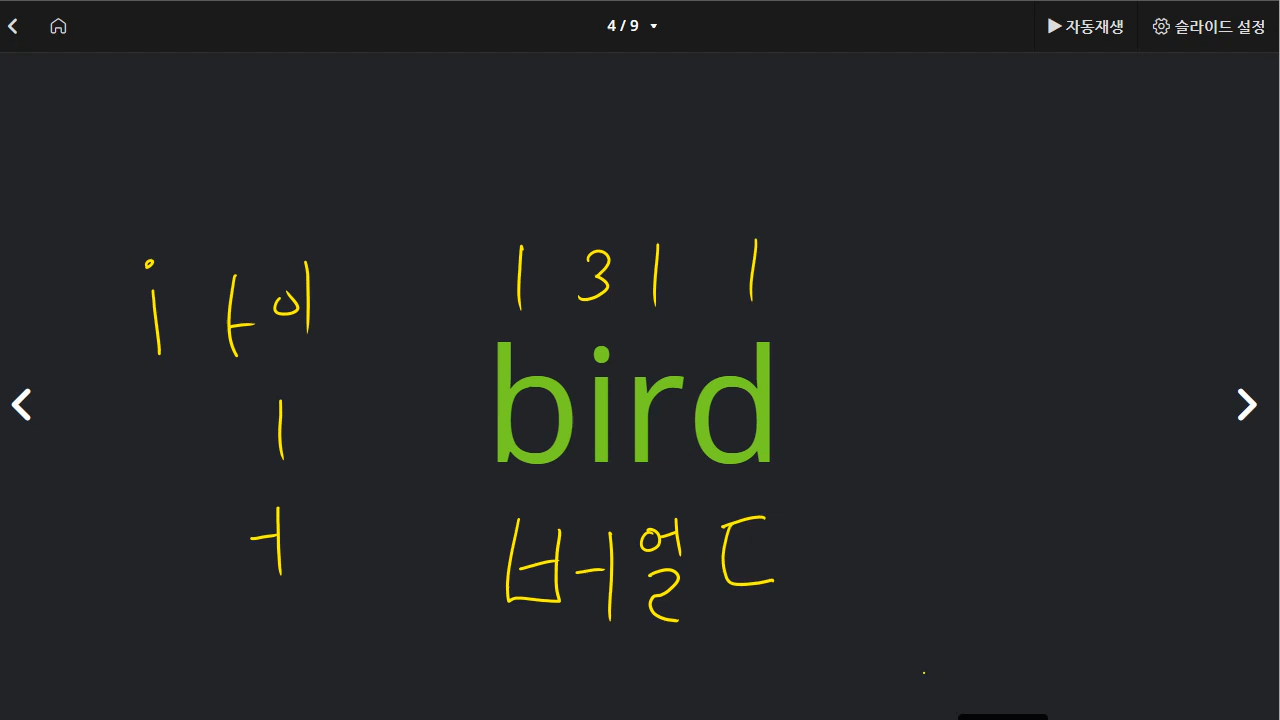 4 / 9
자동재생
슬라이드 설정
1 3 1 1
i
아이
ㅣ
ㅓ
bird
ㅂㅓ얼ㄷ